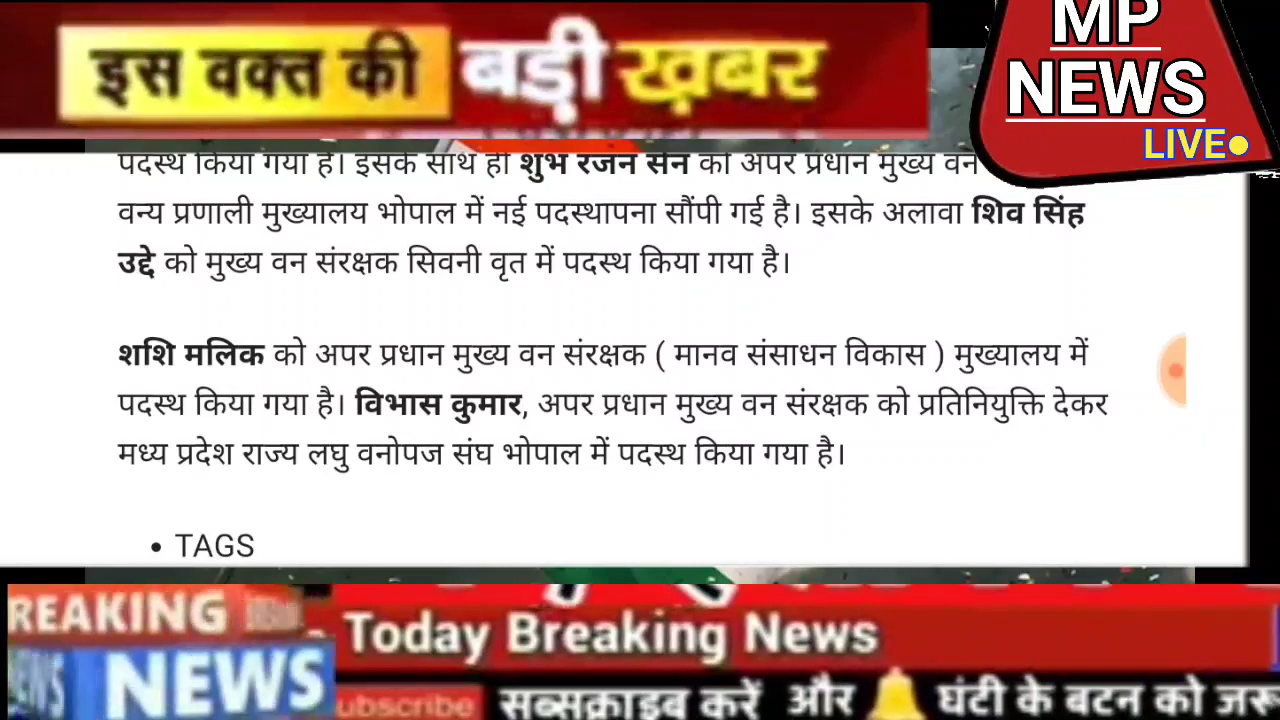 इस वक्त की बड़ी ख़बर
MP
NEWS
LIVE
पदस्थ किया गया है। इसके साथ ही शुभ रंजन सेन को अपर प्रधान मुख्य वन
वन्य प्रणाली मुख्यालय भोपाल में नई पदस्थापना सौंपी गई है। इसके अलावा शिव सिंह
उद्दे को मुख्य वन संरक्षक सिवनी वृत में पदस्थ किया गया है।
शशि मलिक को अपर प्रधान मुख्य वन संरक्षक ( मानव संसाधन विकास ) मुख्यालय में
पदस्थ किया गया है। विभास कुमार, अपर प्रधान मुख्य वन संरक्षक को प्रतिनियुक्ति देकर
मध्य प्रदेश राज्य लघु वनोपज संघ भोपाल में पदस्थ किया गया है।
• TAGS
REAKING
NEWS
Today Breaking News
ubscribe सब्सक्राइब करें और 🔔 घंटी के बटन को जरू